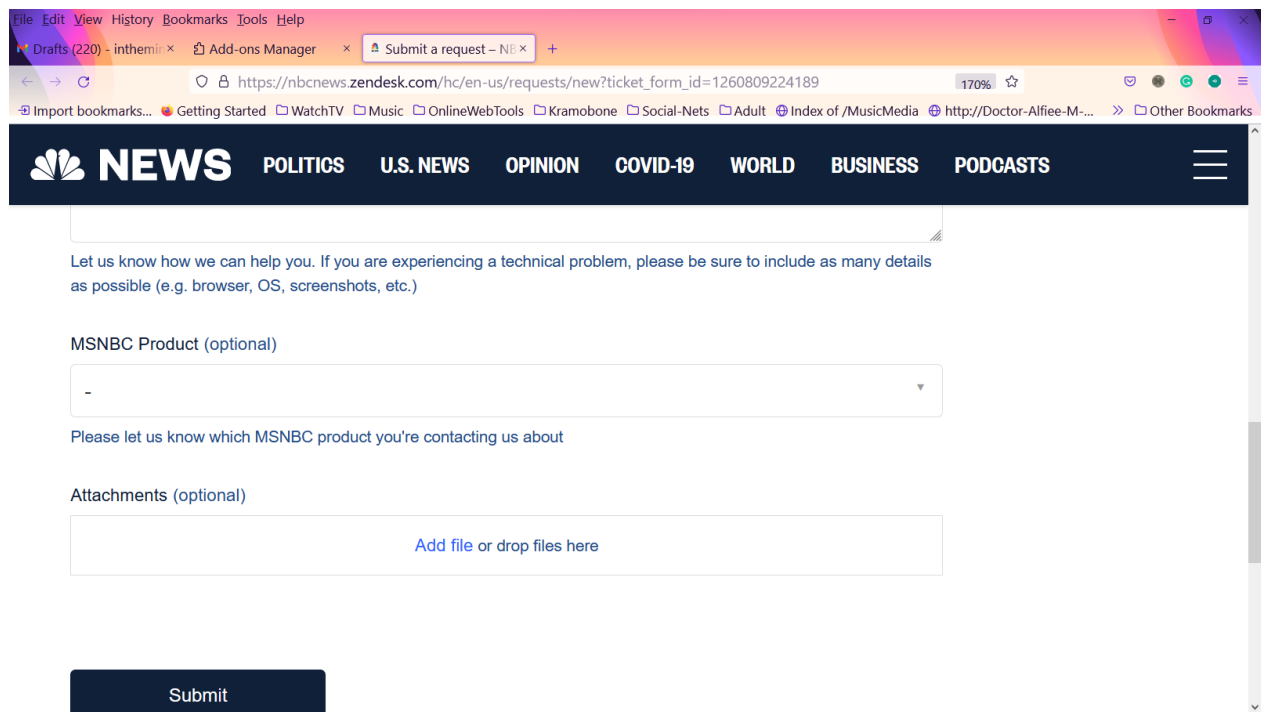 File Edit View History Bookmarks Tools Help
Drafts (220) - inthemin × Add-ons Manager × Submit a request – NB × +
https://nbcnews.zendesk.com/hc/en-us/requests/new?ticket_form_id=1260809224189 170%
Import bookmarks... Getting Started WatchTV Music OnlineWebTools Kramobone Social-Nets Adult Index of /MusicMedia http://Doctor-Alfiee-M-... Other Bookmarks
NEWS POLITICS U.S. NEWS OPINION COVID-19 WORLD BUSINESS PODCASTS
Let us know how we can help you. If you are experiencing a technical problem, please be sure to include as many details
as possible (e.g. browser, OS, screenshots, etc.)
MSNBC Product (optional)
-
Please let us know which MSNBC product you're contacting us about
Attachments (optional)
Add file or drop files here
Submit